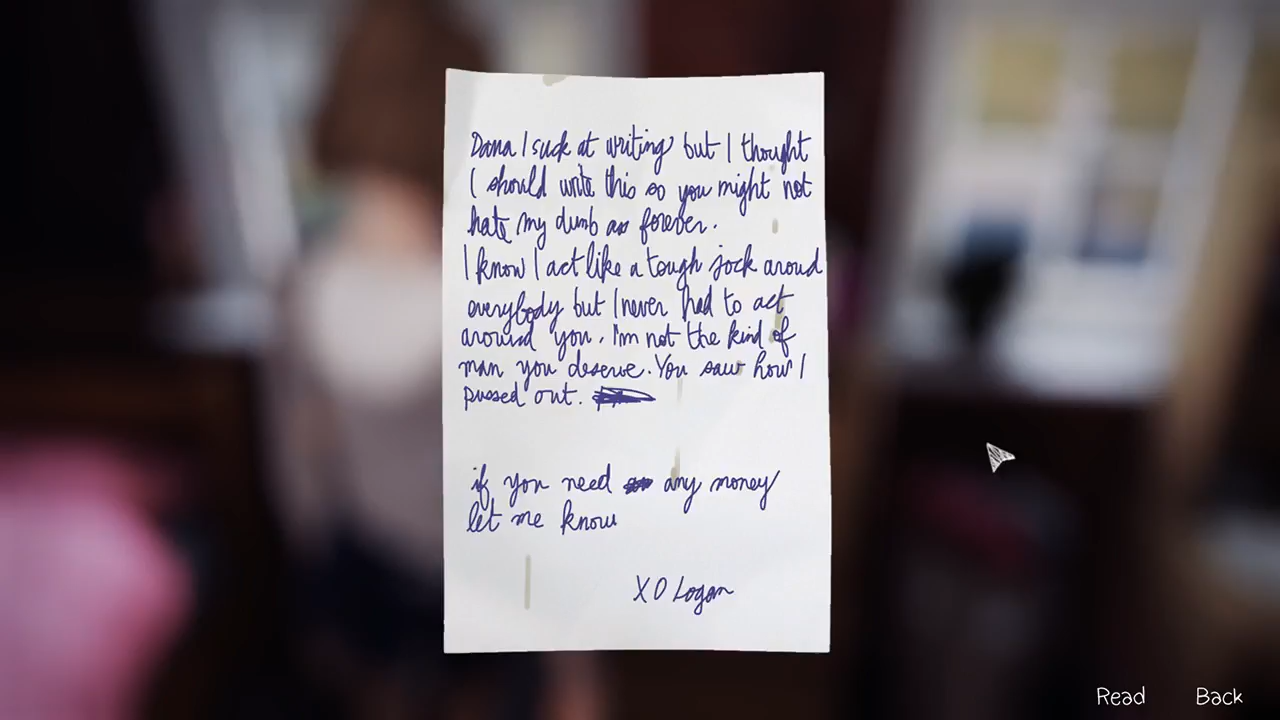 Dana I suck at writing but I thought
I should write this so you might not
hate my dumb ass forever.
I know I act like a tough jock aroud
everybody but I never had to act
around you. I'm not the kind of
man you deserve. You saw how I
passed out.
if you need any money
let me know
XO Logan
Read
Back